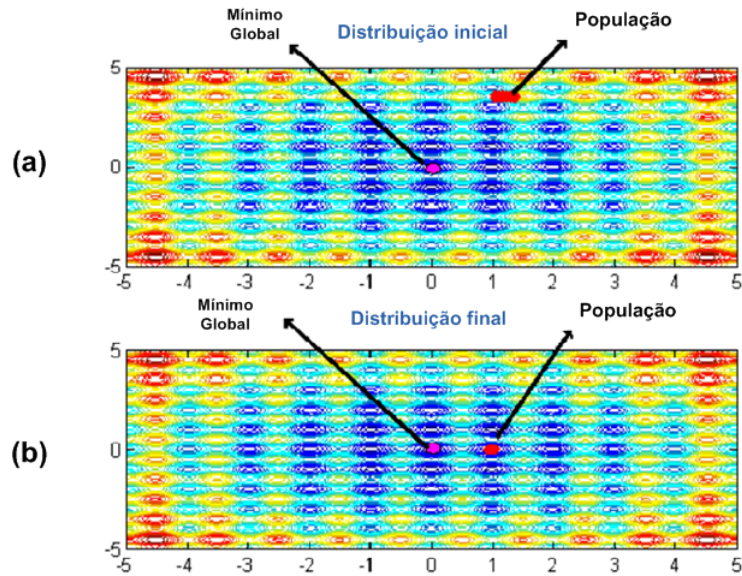 Mínimo
Global
Distribuição inicial
População
(a)
5
0
-5
-5 -4 -3 -2 -1 0 1 2 3 4 5
Mínimo
Global
Distribuição final
População
(b)
5
0
-5
-5 -4 -3 -2 -1 0 1 2 3 4 5